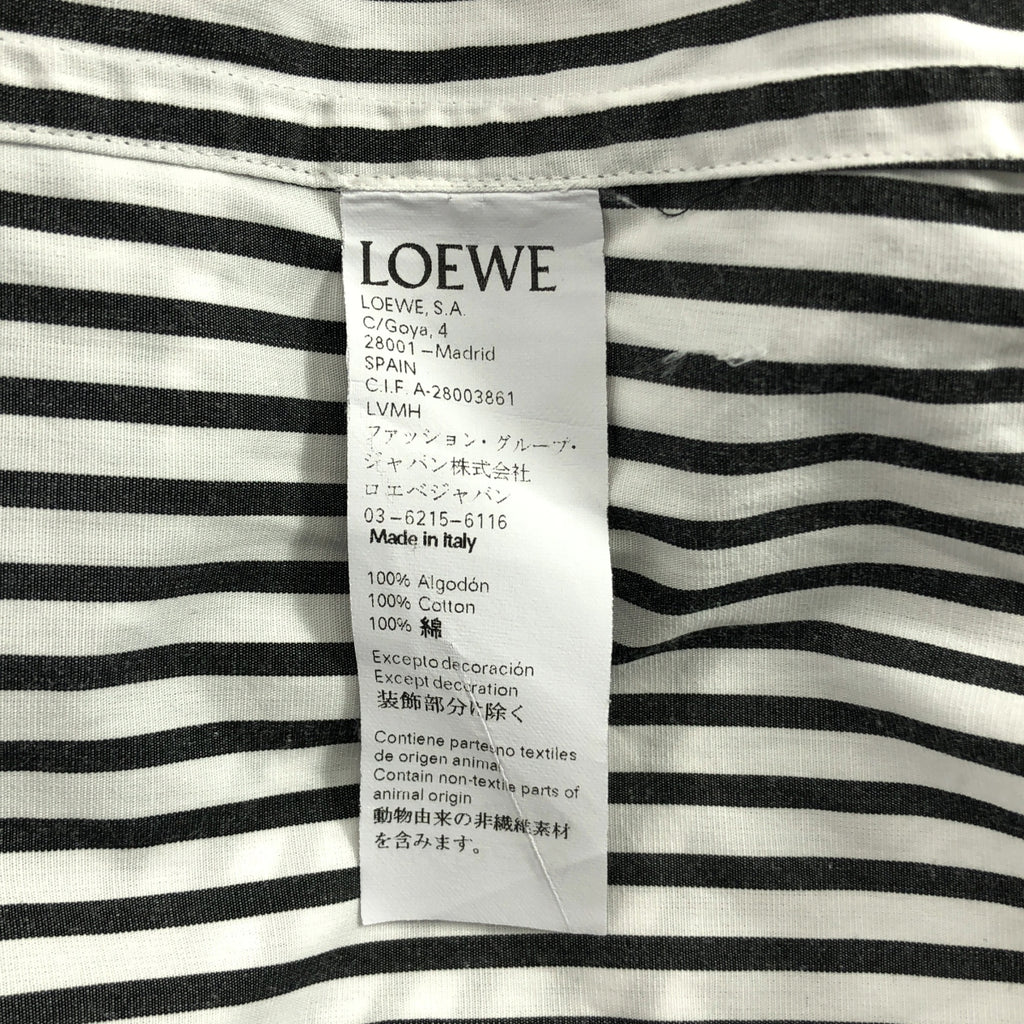 LOEWE
LOEWE, S.A.
C/Goya, 4
28001 – Madrid
SPAIN
C.I.F. A-28003861
LVMH
ファッション・グループ・
ジャパン株式会社
ロエベジャパン
03-6215-6116
Made in Italy
100% Algodón
100% Cotton
100% 綿
Excepto decoración
Except decoration
装飾部分は除く
Contiene partes no textiles
de origen animal
Contain non-textile parts of
animal origin
動物由来の非繊維素材
を含みます。